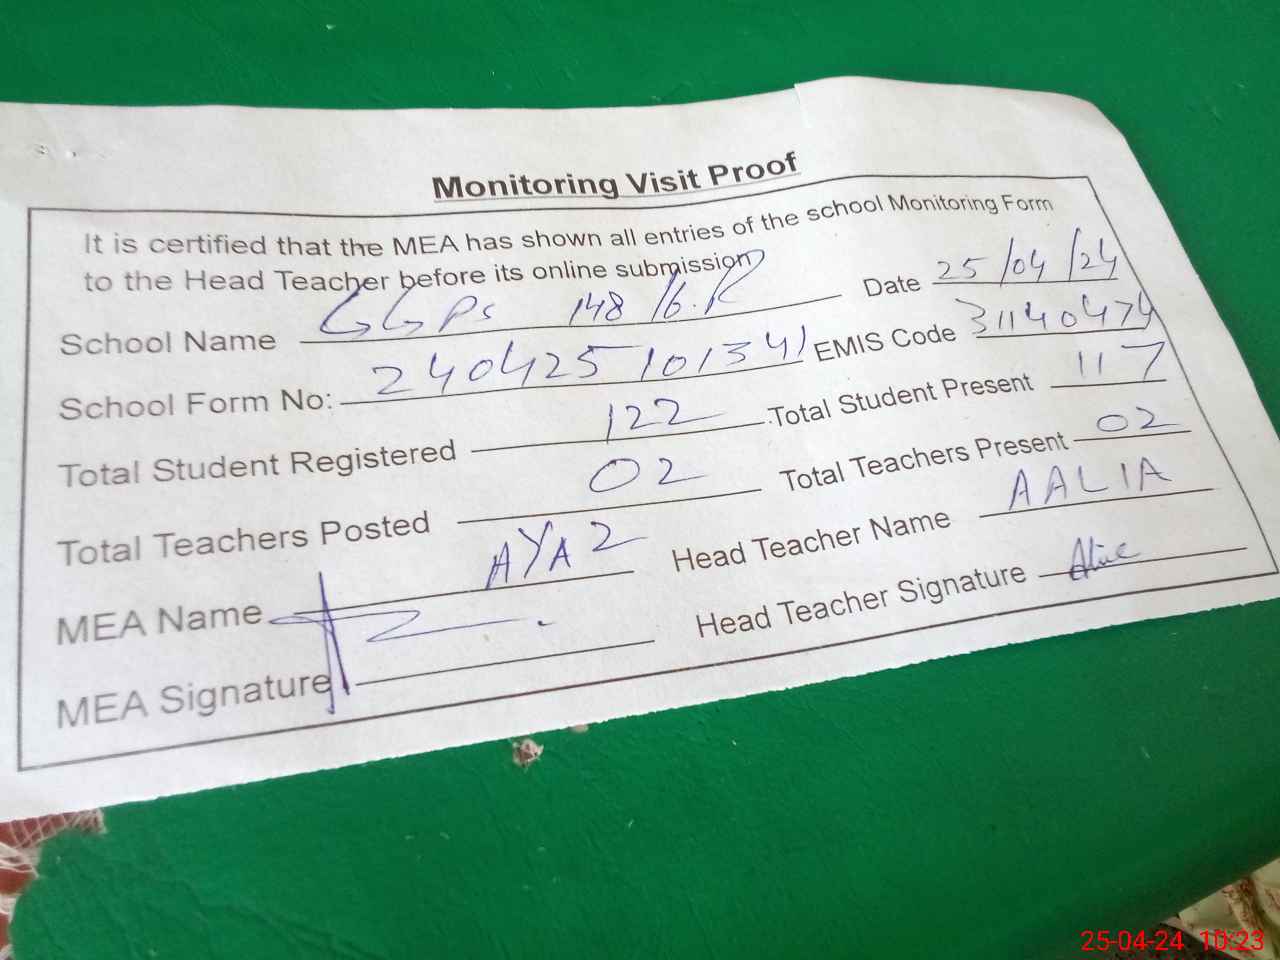 Monitoring Visit Proof
It is certified that the MEA has shown all entries of the school Monitoring Form
to the Head Teacher before its online submission
School Name GGPS 148/6.R Date 25/04/24
School Form No: 24042510134 EMIS Code 31140474
Total Student Registered 122 Total Student Present 117
Total Teachers Posted 02 Total Teachers Present 02
MEA Name AYAZ Head Teacher Name AALIA
MEA Signature Head Teacher Signature
25-04-24 10:23